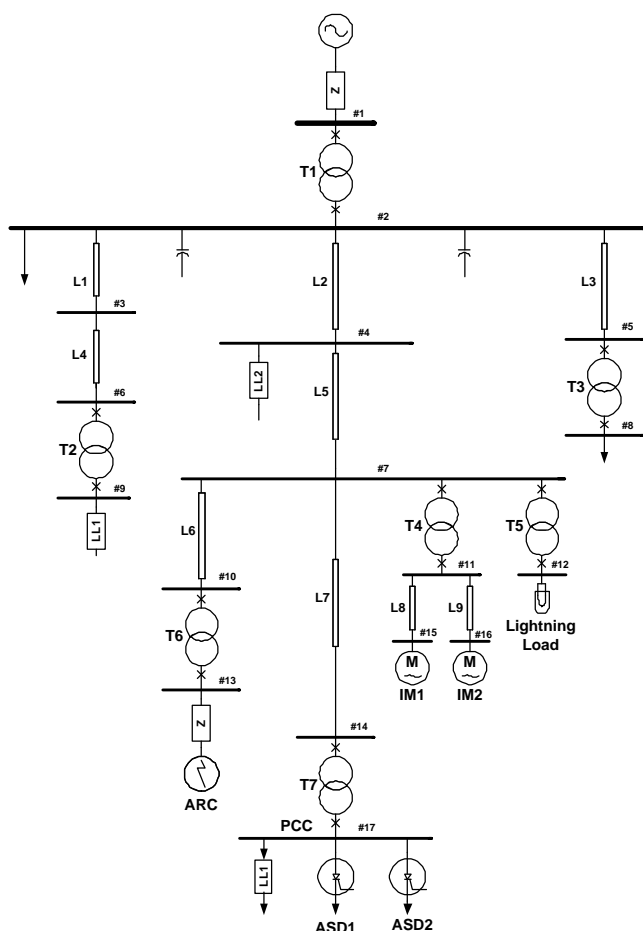 Z
#1
T1
#2
L1
L2
L3
#3
#4
#5
L4
LL2
L5
T3
#6
#8
T2
#9
LL1
#7
L6
T4
T5
#10
L7
#11
#12
L8
L9
Lightning
Load
T6
#15
#16
M
M
IM1
IM2
#13
Z
#14
ARC
T7
PCC
#17
LL1
ASD1
ASD2